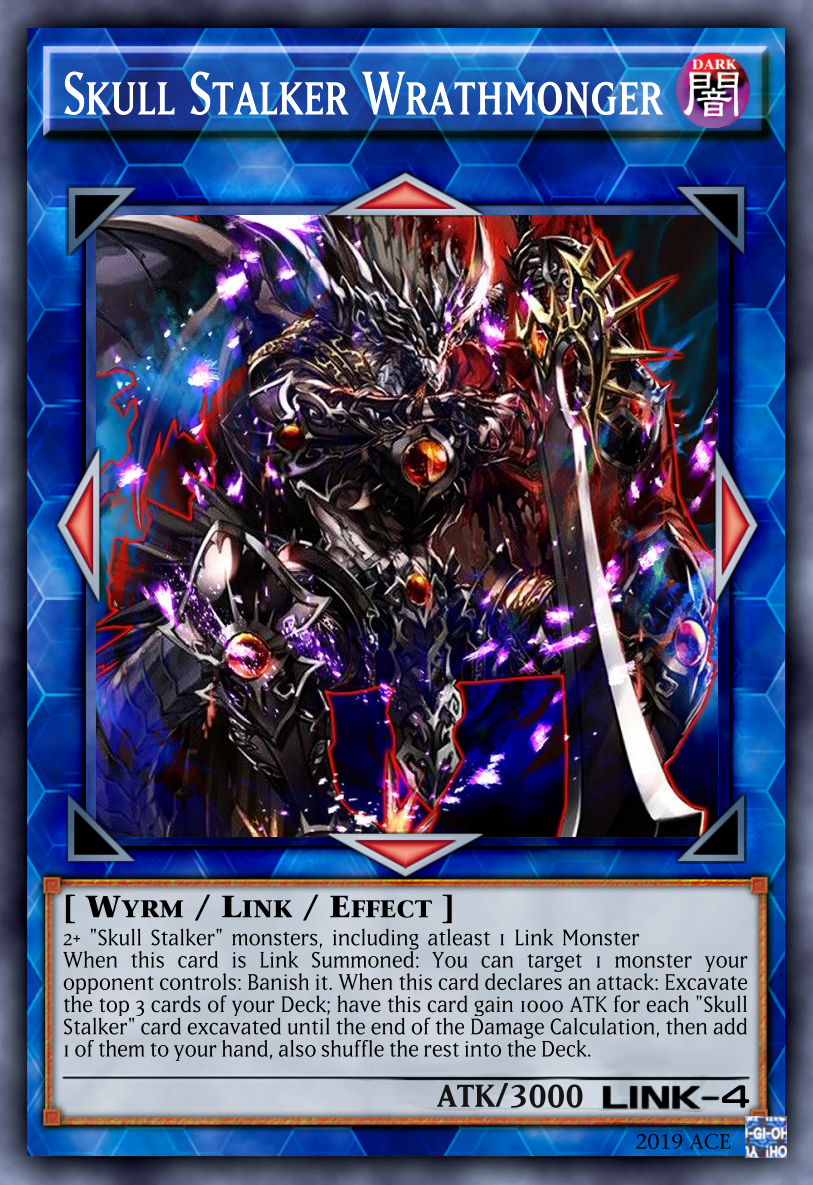 Skull Stalker Wrathmonger
DARK
闇
[ Wyrm / Link / Effect ]
2+ "Skull Stalker" monsters, including atleast 1 Link Monster
When this card is Link Summoned: You can target 1 monster your
opponent controls: Banish it. When this card declares an attack: Excavate
the top 3 cards of your Deck; have this card gain 1000 ATK for each "Skull
Stalker" card excavated until the end of the Damage Calculation, then add
1 of them to your hand, also shuffle the rest into the Deck.
ATK/3000 LINK-4
2019 ACE
-GI-OH